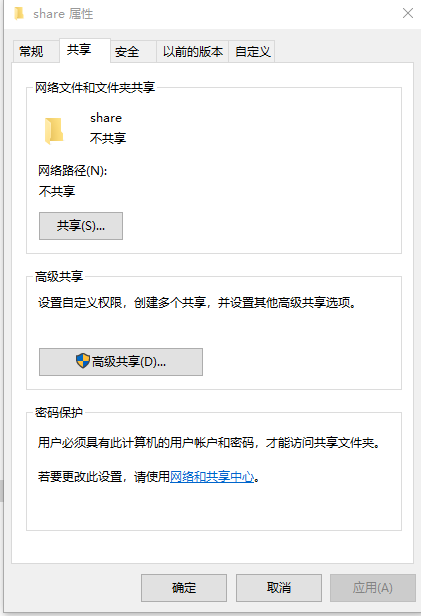 share 属性
常规 共享 安全 以前的版本 自定义
网络文件和文件夹共享
share
不共享
网络路径(N):
不共享
共享(S)...
高级共享
设置自定义权限，创建多个共享，并设置其他高级共享选项。
高级共享(D)...
密码保护
用户必须具有此计算机的用户帐户和密码，才能访问共享文件夹。
若要更改此设置，请使用网络和共享中心。
确定 取消 应用(A)